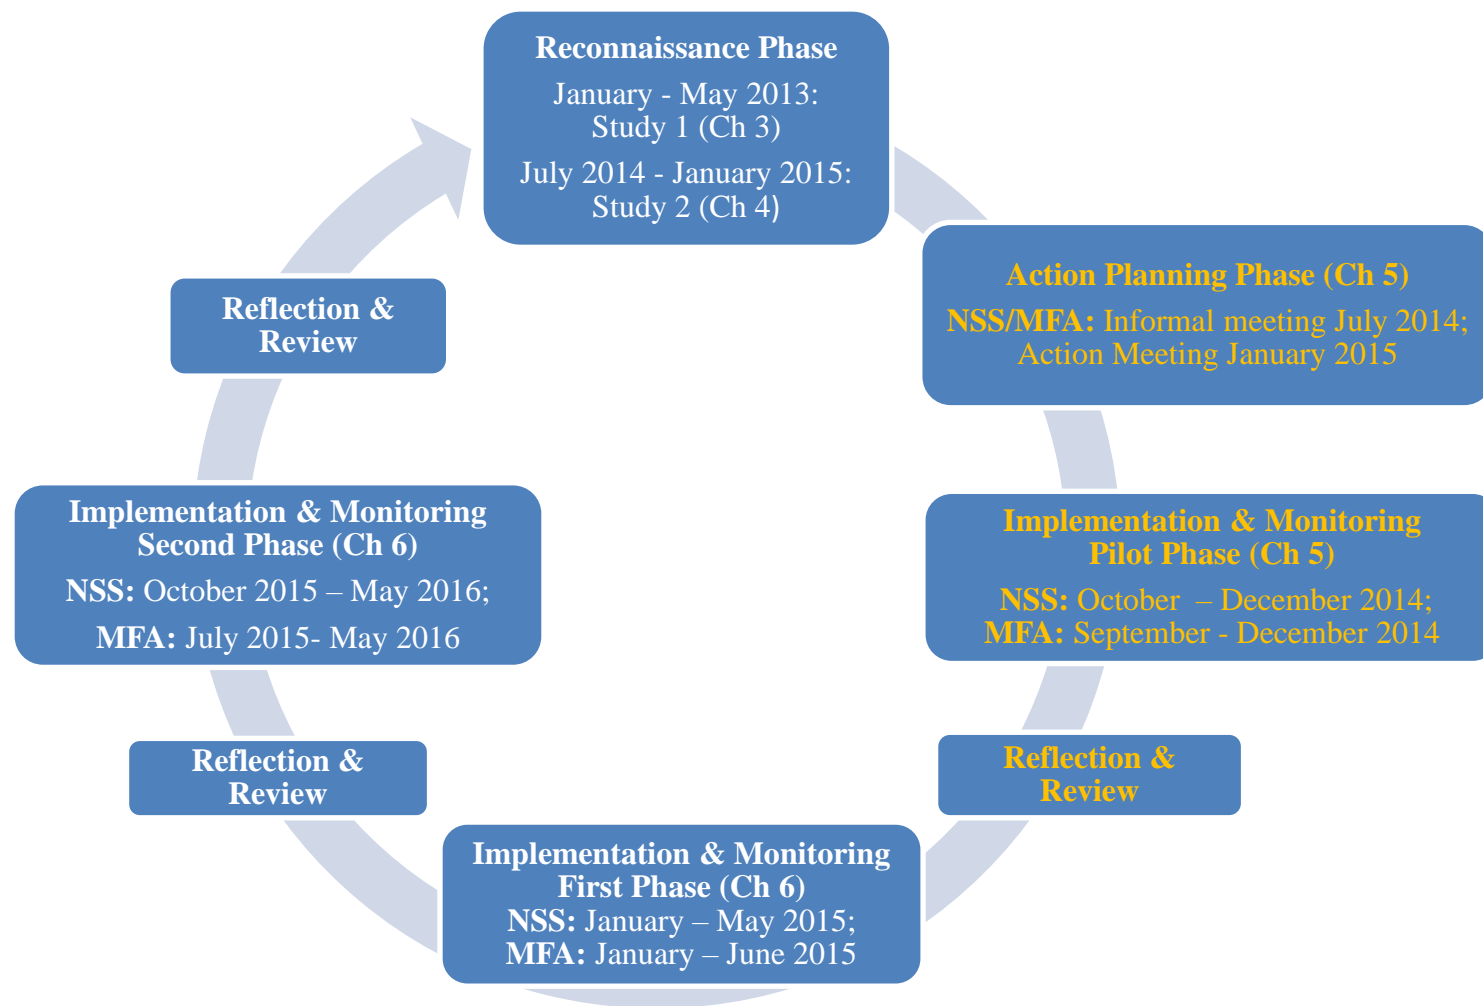 Reconnaissance Phase
January - May 2013:
Study 1 (Ch 3)
July 2014 - January 2015:
Study 2 (Ch 4)
Action Planning Phase (Ch 5)
NSS/MFA: Informal meeting July 2014;
Action Meeting January 2015
Implementation & Monitoring
Pilot Phase (Ch 5)
NSS: October  – December 2014;
MFA: September - December 2014
Reflection &
Review
Implementation & Monitoring
First Phase (Ch 6)
NSS: January – May 2015;
MFA: January – June 2015
Reflection &
Review
Implementation & Monitoring
Second Phase (Ch 6)
NSS: October 2015 – May 2016;
MFA: July 2015- May 2016
Reflection &
Review